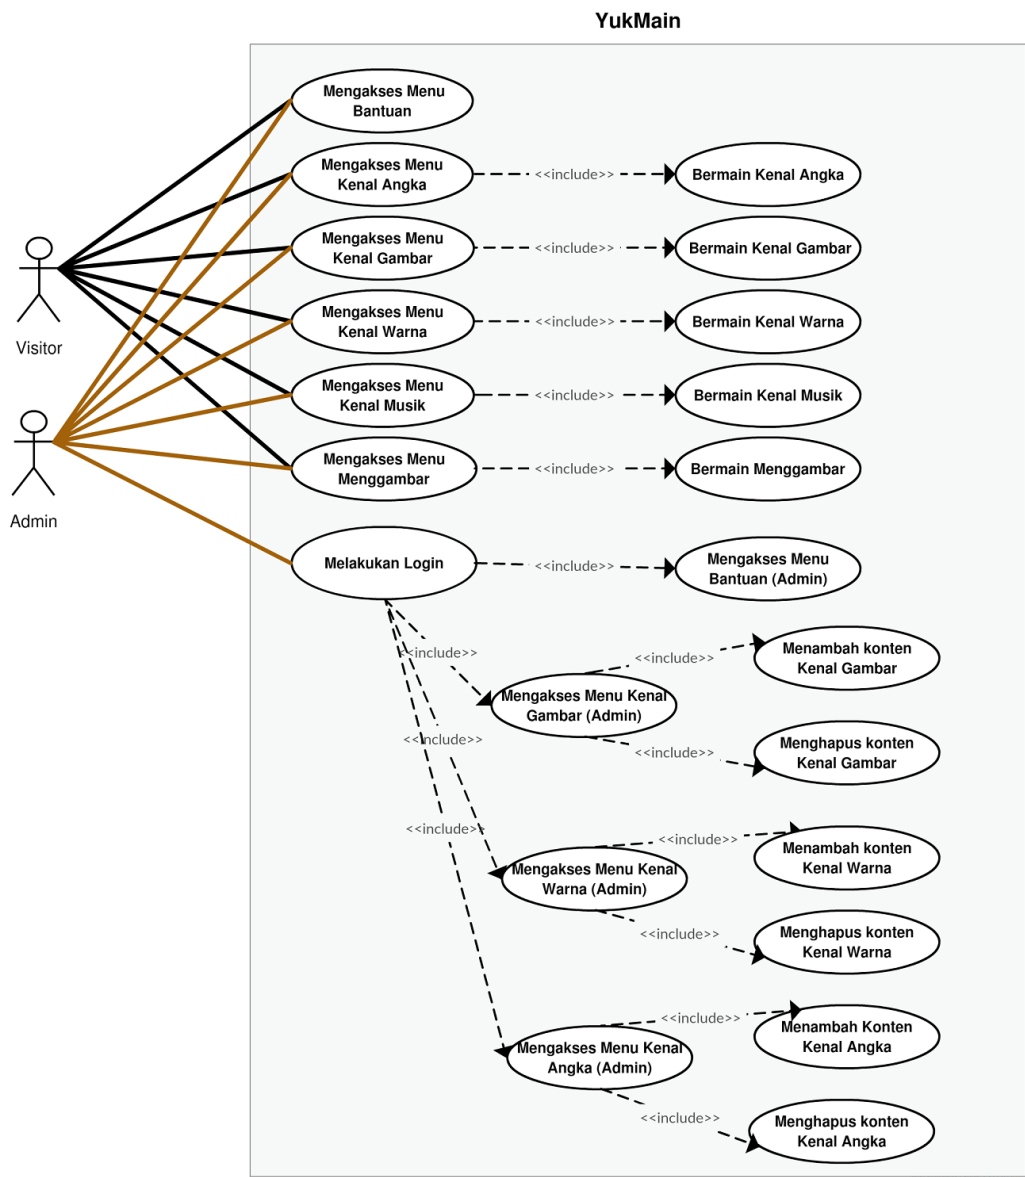 YukMain
Mengakses Menu
Bantuan
Mengakses Menu
Kenal Angka
<<include>>
Bermain Kenal Angka
Mengakses Menu
Kenal Gambar
<<include>>
Bermain Kenal Gambar
Visitor
Mengakses Menu
Kenal Warna
<<include>>
Bermain Kenal Warna
Mengakses Menu
Kenal Musik
<<include>>
Bermain Kenal Musik
Admin
Mengakses Menu
Menggambar
<<include>>
Bermain Menggambar
Melakukan Login
<<include>>
Mengakses Menu
Bantuan (Admin)
<<include>>
Mengakses Menu Kenal
Gambar (Admin)
<<include>>
Menambah konten
Kenal Gambar
<<include>>
Menghapus konten
Kenal Gambar
<<include>>
Mengakses Menu Kenal
Warna (Admin)
<<include>>
Menambah konten
Kenal Warna
<<include>>
Menghapus konten
Kenal Warna
<<include>>
Mengakses Menu Kenal
Angka (Admin)
<<include>>
Menambah Konten
Kenal Angka
<<include>>
Menghapus konten
Kenal Angka